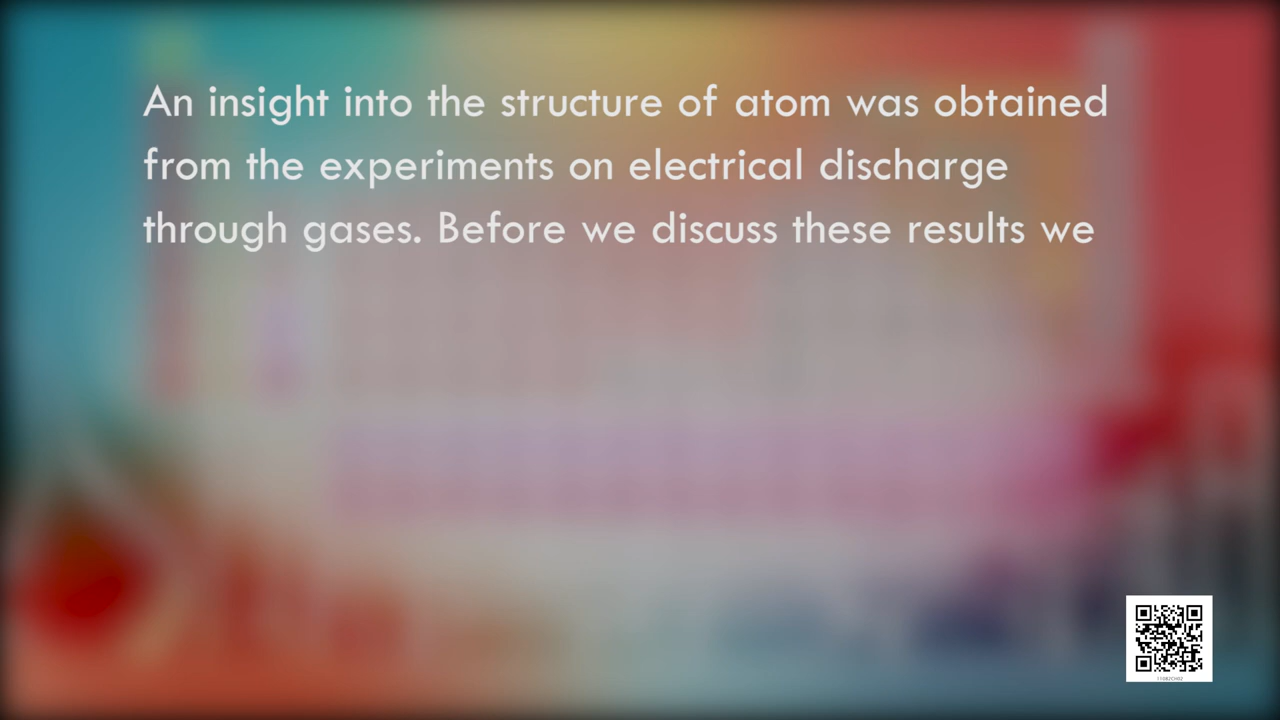 An insight into the structure of atom was obtained
from the experiments on electrical discharge
through gases. Before we discuss these results we